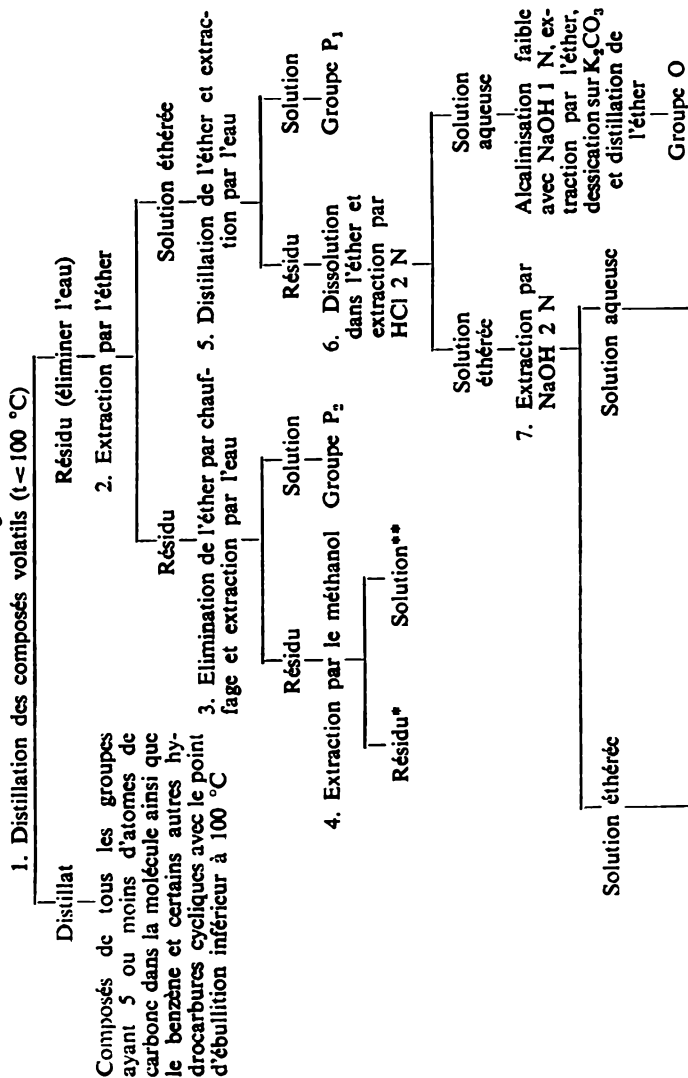 1. Distillation des composés volatils (t < 100 °C)
Distillat
Résidu (éliminer l'eau)
Composés de tous les groupes
ayant 5 ou moins d'atomes de
carbone dans la molécule ainsi que
le benzène et certains autres hy-
drocarbures cycliques avec le point
d'ébullition inférieur à 100 °C
2. Extraction par l'éther
Résidu
Solution éthérée
3. Elimination de l'éther par chauf-
fage et extraction par l'eau
5. Distillation de l'éther et extrac-
tion par l'eau
Résidu
Solution
Résidu
Solution
4. Extraction par le méthanol
Groupe P₂
6. Dissolution
dans l'éther et
extraction par
HCl 2 N
Groupe P₁
Résidu*
Solution**
Solution
éthérée
Solution
aqueuse
7. Extraction par
NaOH 2 N
Alcalinisation faible
avec NaOH 1 N, ex-
traction par l'éther,
dessication sur K₂CO₃
et distillation de
l'éther
Solution éthérée
Solution aqueuse
Groupe O